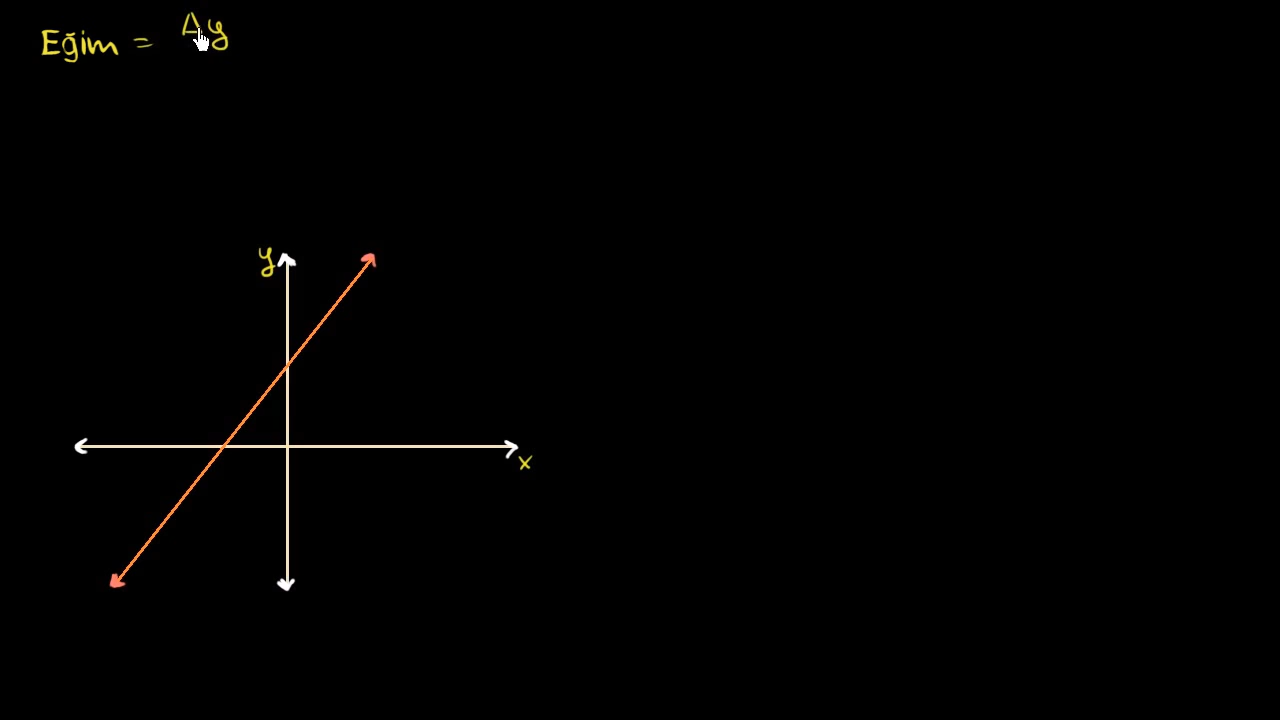 Eğim = Δy
y
x